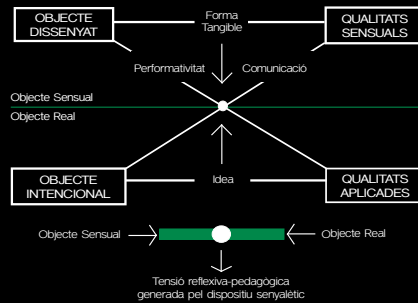 OBJECTE
DISSENYAT
Forma
Tangible
QUALITATS
SENSUALS
Performativitat
Comunicació
Objecte Sensual
Objecte Real
OBJECTE
INTENCIONAL
Idea
QUALITATS
APLICADES
Objecte Sensual
Objecte Real
Tensió reflexiva-pedagògica
generada pel dispositiu senyalètic